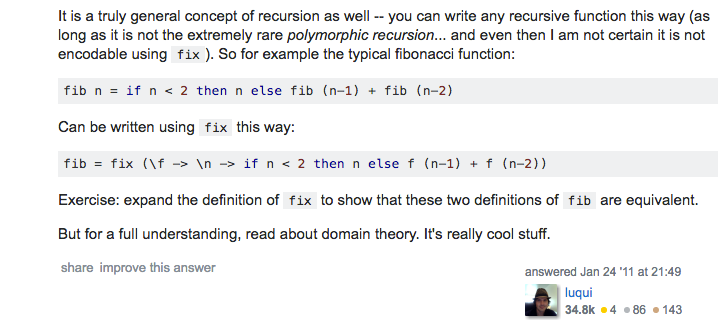 It is a truly general concept of recursion as well -- you can write any recursive function this way (as
long as it is not the extremely rare polymorphic recursion... and even then I am not certain it is not
encodable using fix ). So for example the typical fibonacci function:
fib n = if n < 2 then n else fib (n-1) + fib (n-2)
Can be written using fix this way:
fib = fix (\f -> \n -> if n < 2 then n else f (n-1) + f (n-2))
Exercise: expand the definition of fix to show that these two definitions of fib are equivalent.
But for a full understanding, read about domain theory. It's really cool stuff.
share improve this answer
answered Jan 24 '11 at 21:49
luqui
34.8k 4 86 143